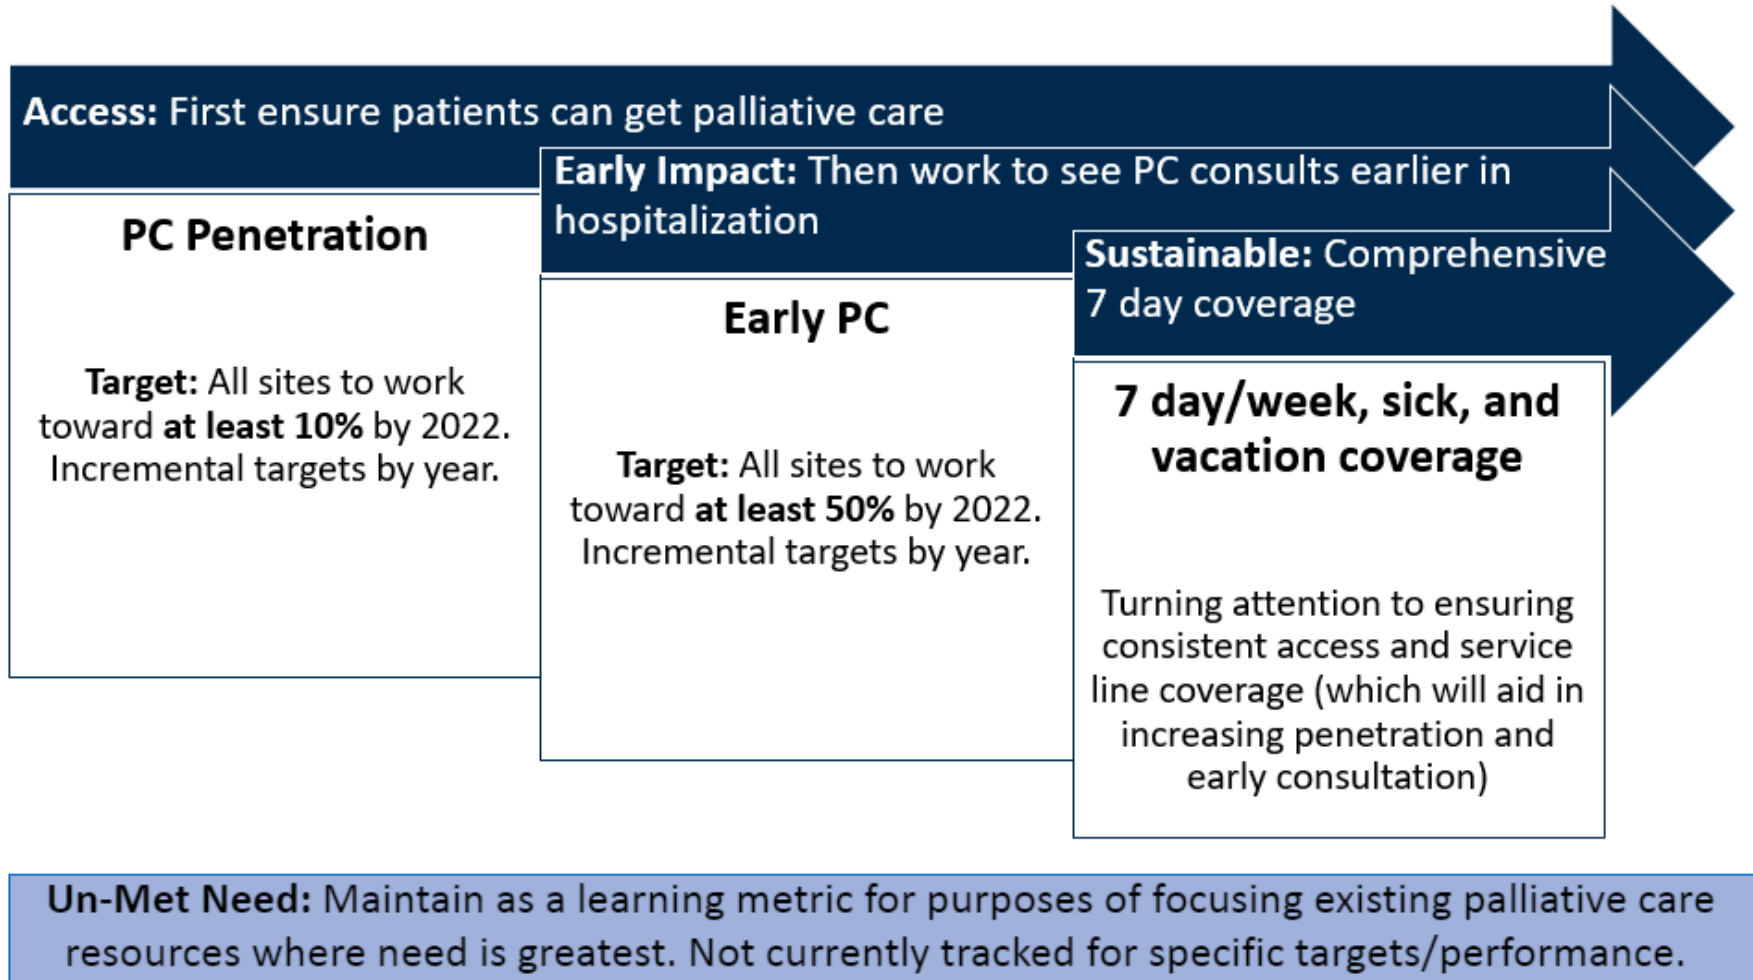 Access: First ensure patients can get palliative care
PC Penetration
Target: All sites to work
toward at least 10% by 2022.
Incremental targets by year.
Early Impact: Then work to see PC consults earlier in
hospitalization
Early PC
Target: All sites to work
toward at least 50% by 2022.
Incremental targets by year.
Sustainable: Comprehensive
7 day coverage
7 day/week, sick, and
vacation coverage
Turning attention to ensuring
consistent access and service
line coverage (which will aid in
increasing penetration and
early consultation)
Un-Met Need: Maintain as a learning metric for purposes of focusing existing palliative care
resources where need is greatest. Not currently tracked for specific targets/performance.